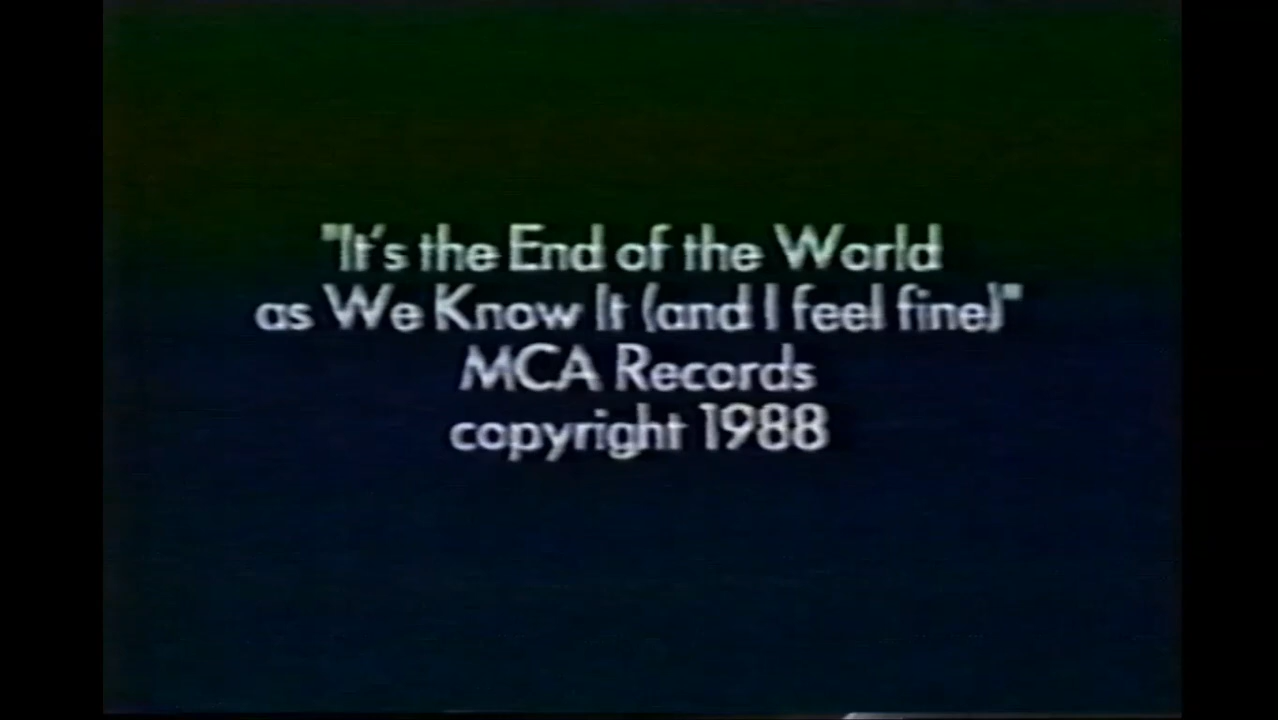 "It's the End of the World
as We Know It (and I feel fine)"
MCA Records
copyright 1988